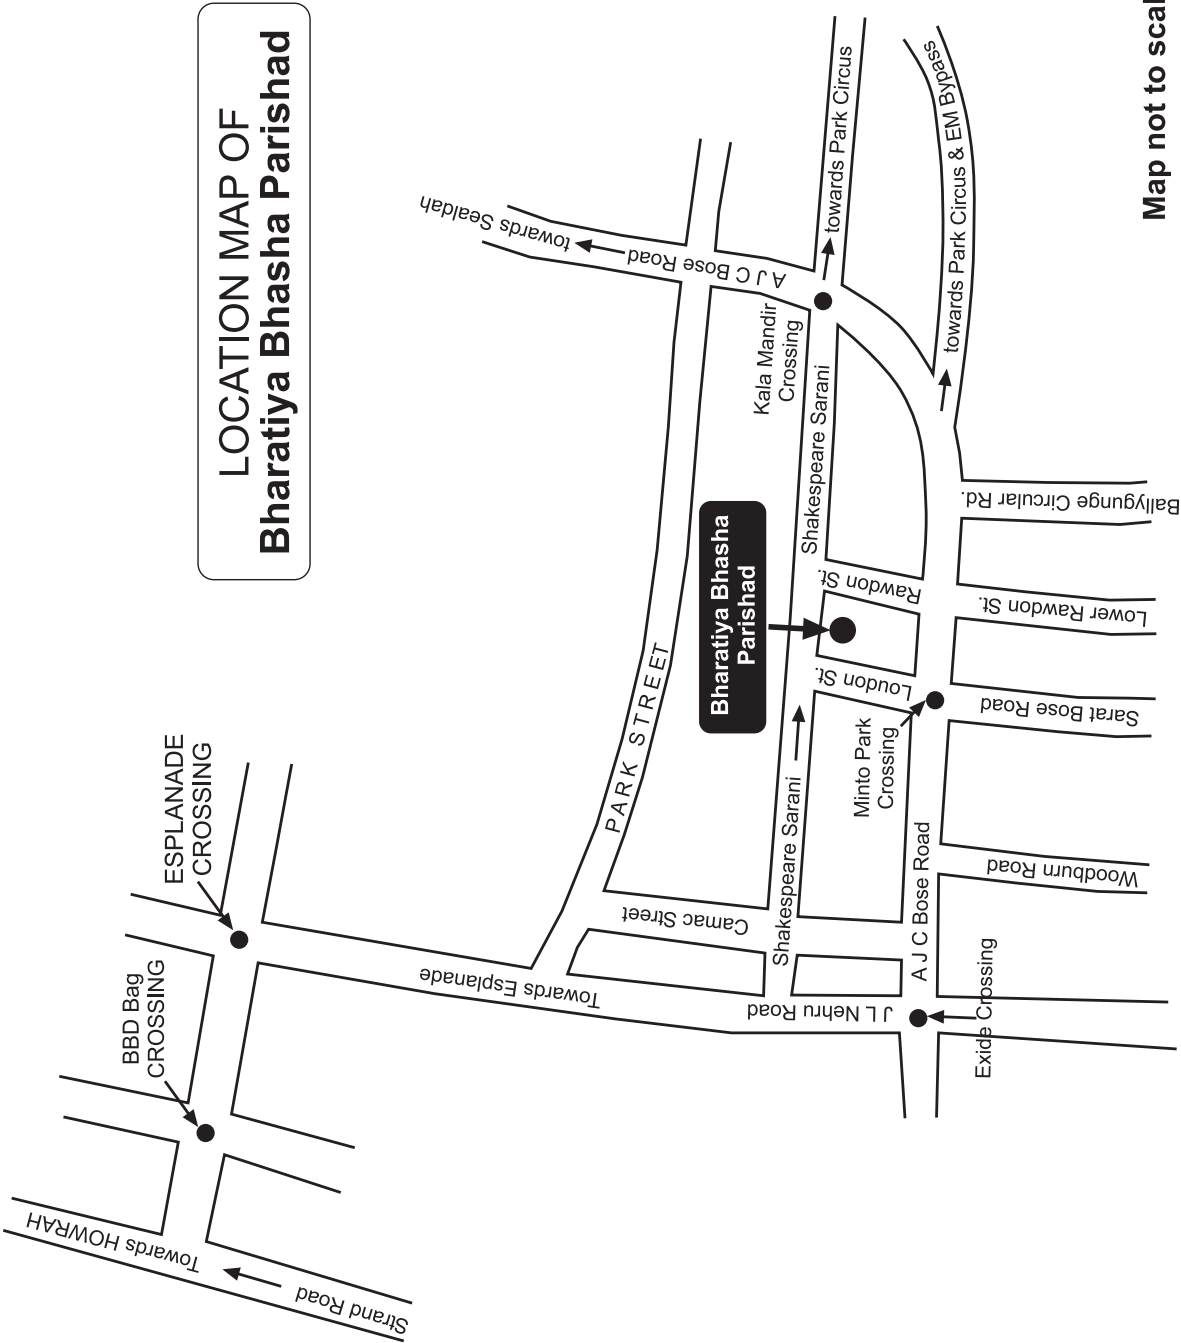 LOCATION MAP OF
Bharatiya Bhasha Parishad
ESPLANADE
CROSSING
BBD Bag
CROSSING
Towards HOWRAH
Strand Road
Towards Esplanade
PARK STREET
towards Sealdah
A J C Bose Road
Kala Mandir
Crossing
towards Park Circus
towards Park Circus & EM Bypass
Bharatiya Bhasha
Parishad
Shakespeare Sarani
Shakespeare Sarani
Camac Street
J L Nehru Road
Rawdon St.
Loudon St.
Minto Park
Crossing
A J C Bose Road
Exide Crossing
Woodburn Road
Sarat Bose Road
Lower Rawdon St.
Ballygunge Circular Rd.
Map not to scal